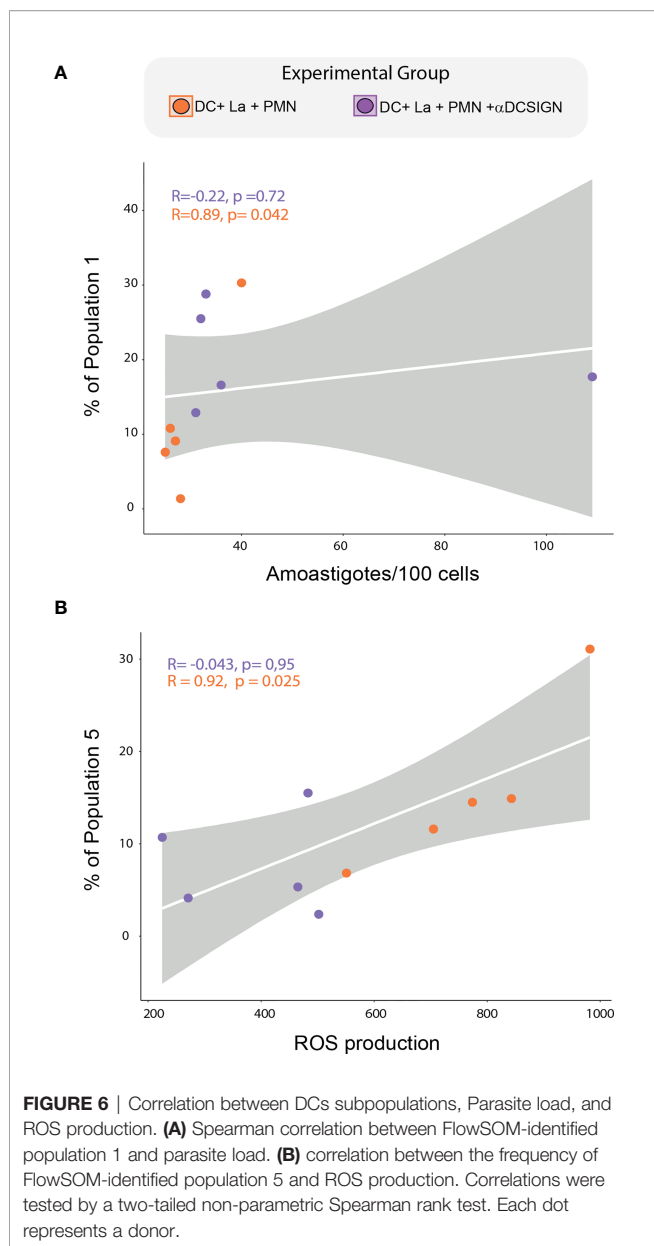 A
Experimental Group
DC+ La + PMN
DC+ La + PMN +αDCSIGN
R=-0.22, p =0.72
R=0.89, p= 0.042
% of Population 1
40
30
20
10
0
40
60
80
100
Amoastigotes/100 cells
B
R= -0.043, p= 0,95
R = 0.92, p = 0.025
% of Population 5
30
20
10
0
200
400
600
800
1000
ROS production
FIGURE 6 | Correlation between DCs subpopulations, Parasite load, and
ROS production. (A) Spearman correlation between FlowSOM-identified
population 1 and parasite load. (B) correlation between the frequency of
FlowSOM-identified population 5 and ROS production. Correlations were
tested by a two-tailed non-parametric Spearman rank test. Each dot
represents a donor.